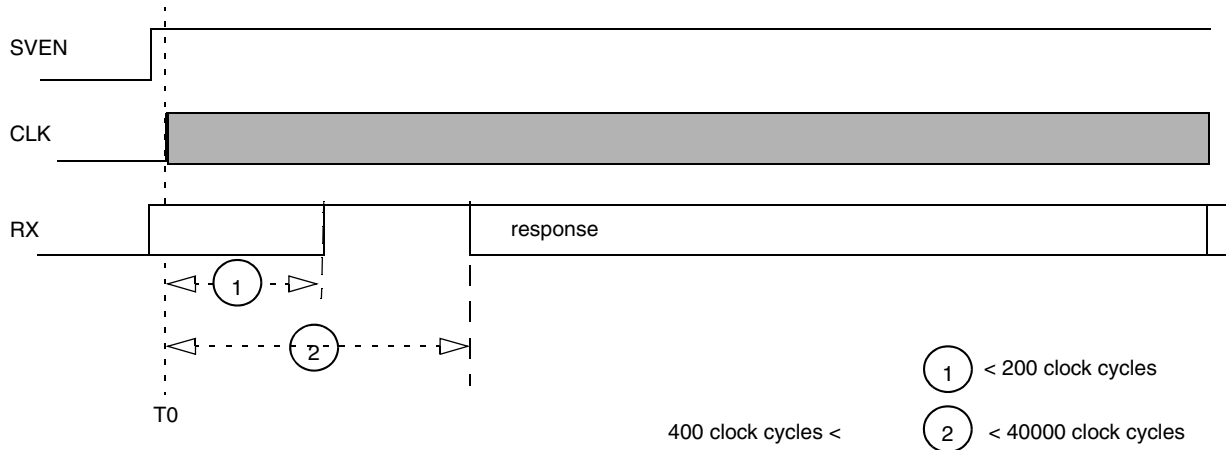 SVEN
CLK
RX
response
1
2
T0
1 < 200 clock cycles
400 clock cycles < 2 < 40000 clock cycles